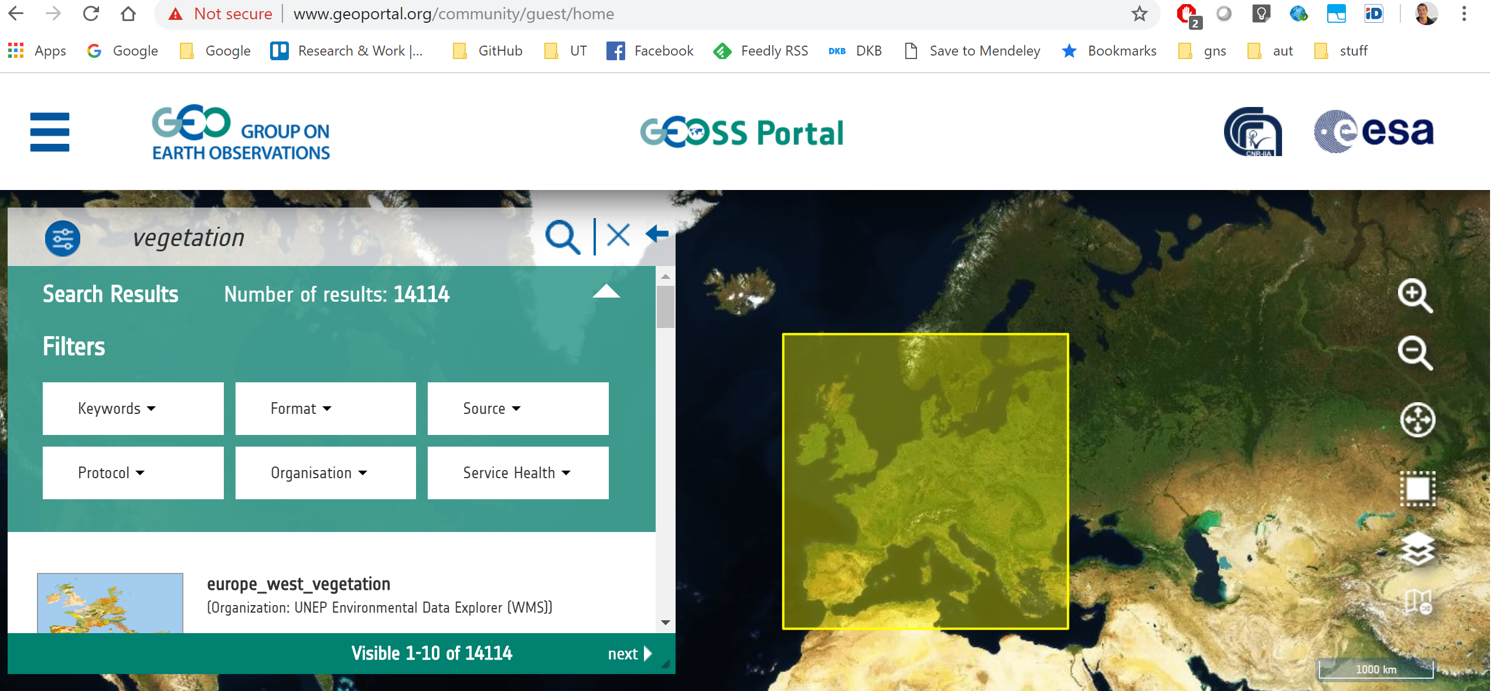 Not secure | www.geoportal.org/community/guest/home
2
Apps Google Google Research & Work |... GitHub UT Facebook Feedly RSS DKB DKB Save to Mendeley Bookmarks gns aut stuff
GEO GROUP ON
EARTH OBSERVATIONS
GEOSS Portal
CNR-IIA
esa
vegetation
Search Results Number of results: 14114
Filters
Keywords Format Source
Protocol Organisation Service Health
europe_west_vegetation
(Organization: UNEP Environmental Data Explorer (WMS))
Visible 1-10 of 14114 next
1000 km